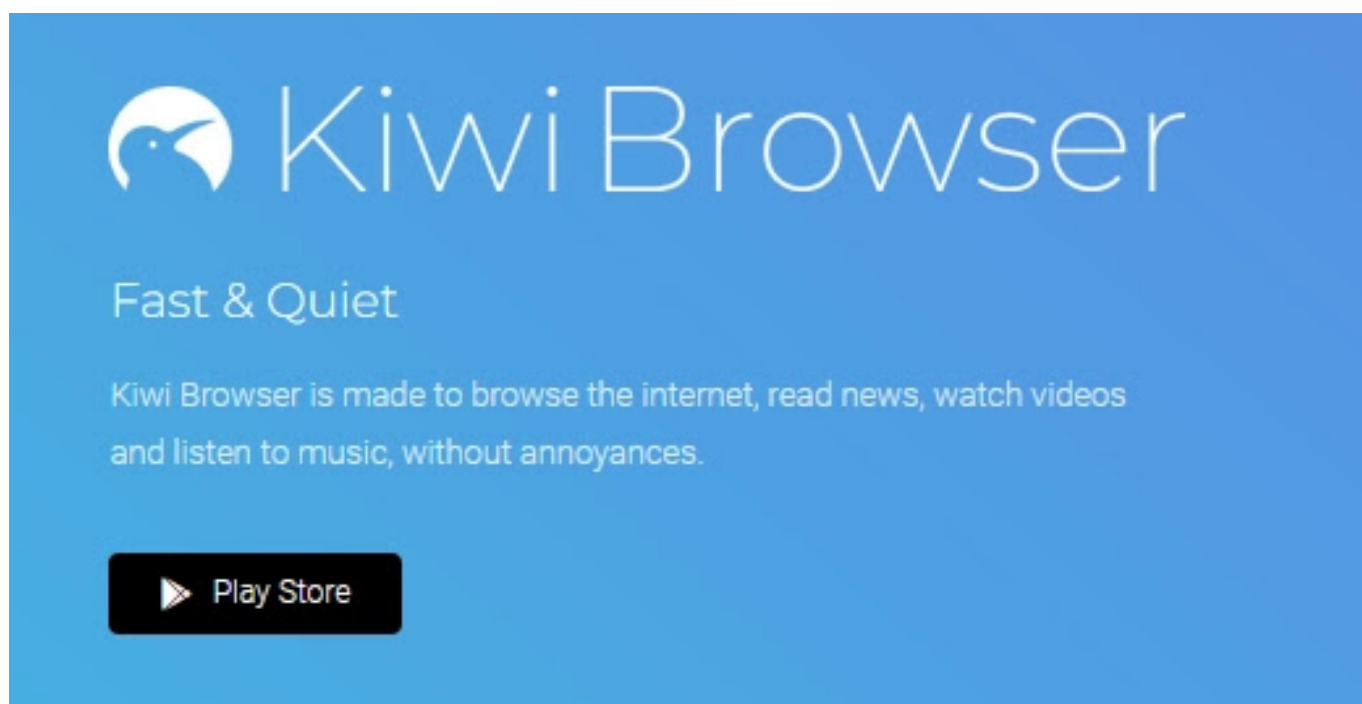 Kiwi Browser
Fast & Quiet
Kiwi Browser is made to browse the internet, read news, watch videos
and listen to music, without annoyances.
Play Store